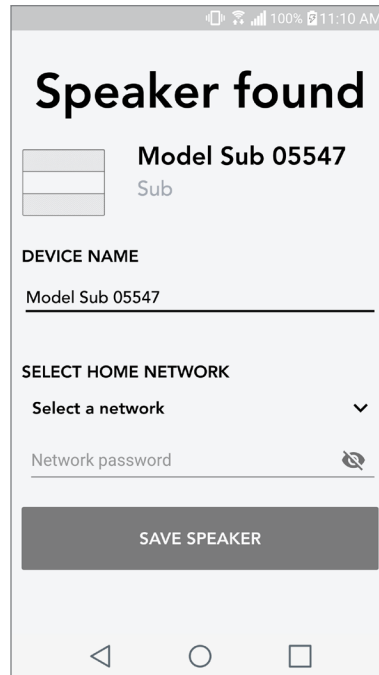 100% 11:10 AM
Speaker found
Model Sub 05547
Sub
DEVICE NAME
Model Sub 05547
SELECT HOME NETWORK
Select a network
Network password
SAVE SPEAKER